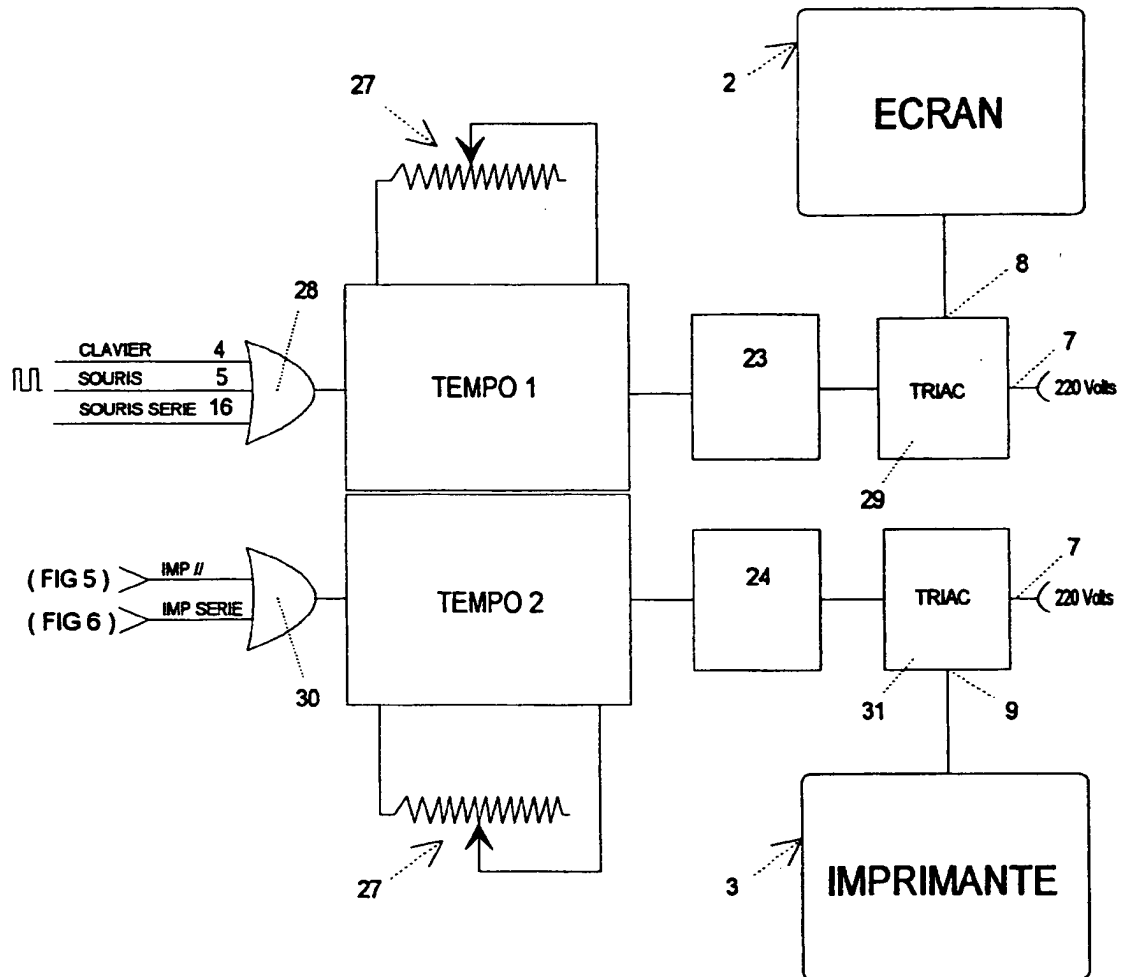 2
ECRAN
27
8
28
23
7
CLAVIER 4
SOURIS 5
SOURIS SERIE 16
TEMPO 1
TRIAC
220 Volts
29
( FIG 5 )
IMP //
( FIG 6 )
IMP SERIE
TEMPO 2
24
TRIAC
7
220 Volts
30
31
9
27
3
IMPRIMANTE